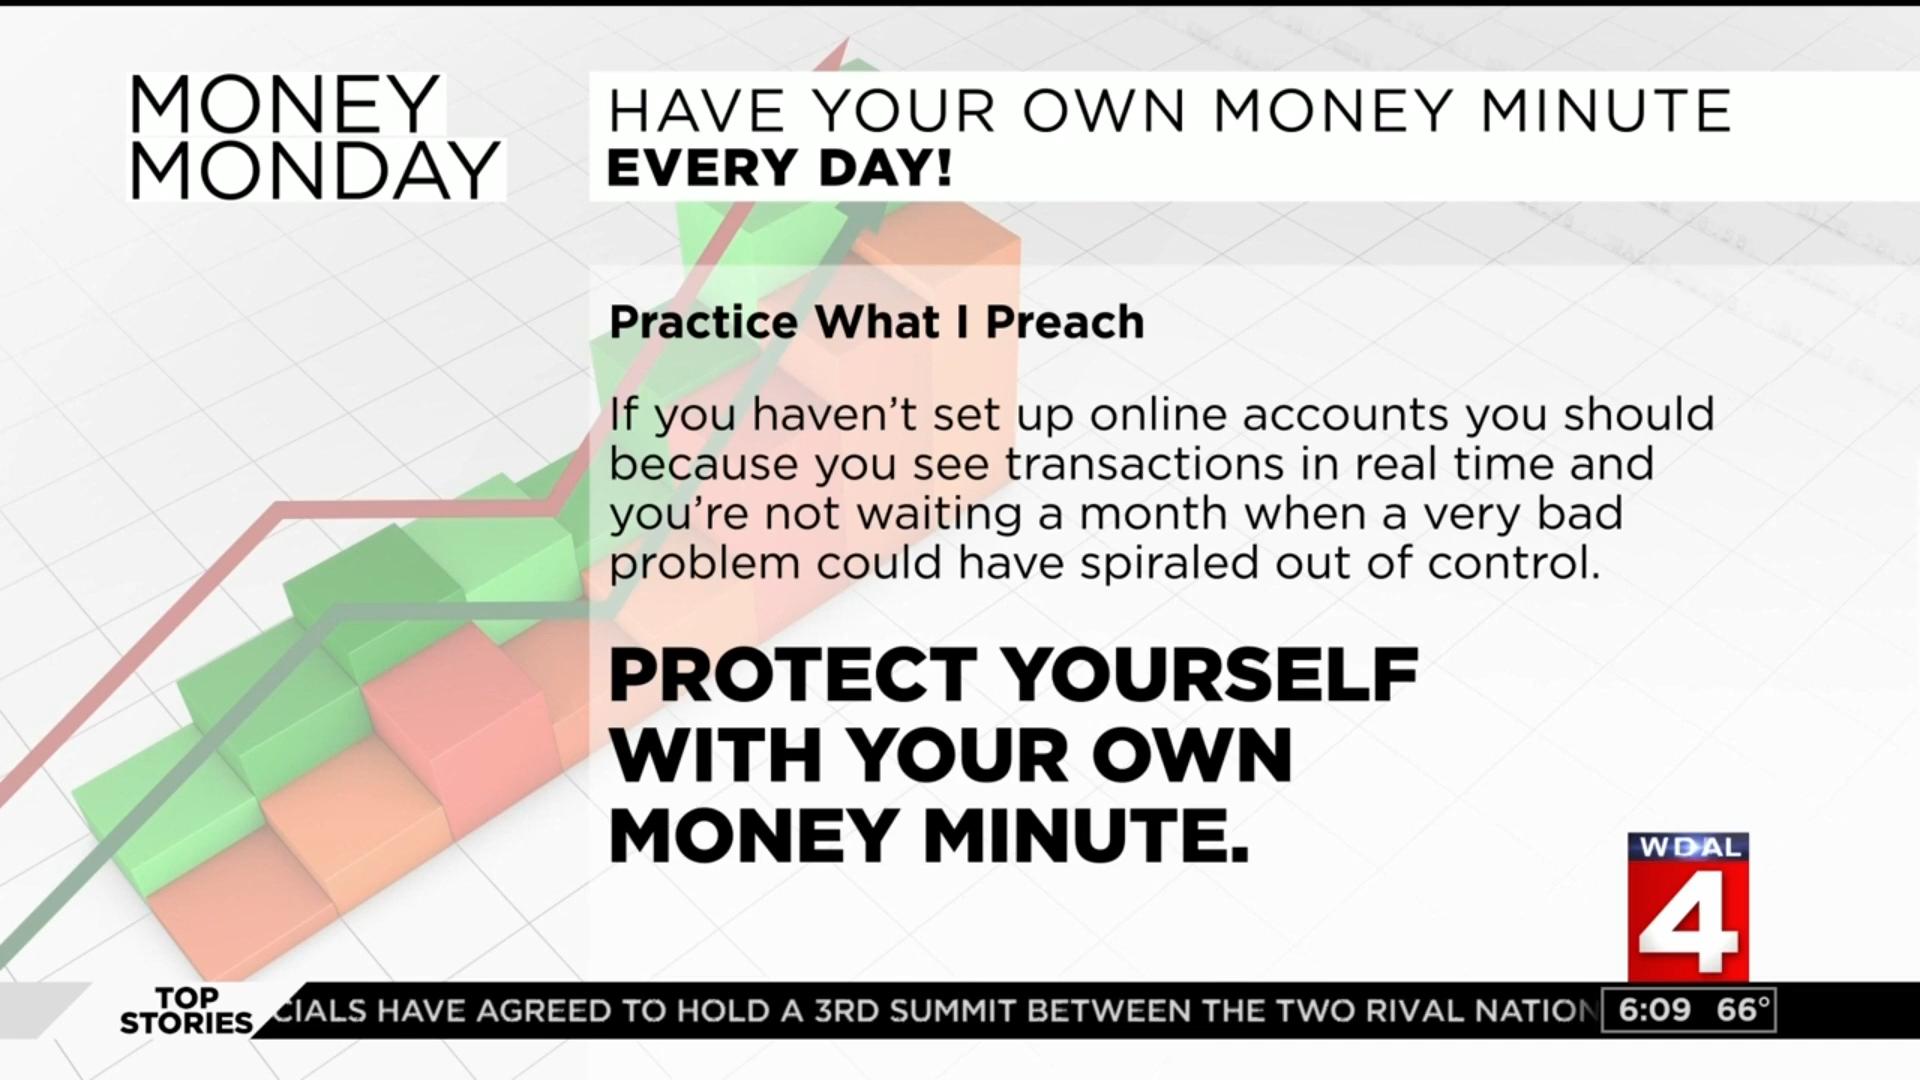 MONEY
MONDAY
HAVE YOUR OWN MONEY MINUTE
EVERY DAY!
Practice What I Preach
If you haven’t set up online accounts you should
because you see transactions in real time and
you’re not waiting a month when a very bad
problem could have spiraled out of control.
PROTECT YOURSELF
WITH YOUR OWN
MONEY MINUTE.
WDAL
4
TOP
STORIES
CIALS HAVE AGREED TO HOLD A 3RD SUMMIT BETWEEN THE TWO RIVAL NATION
6:09 66°